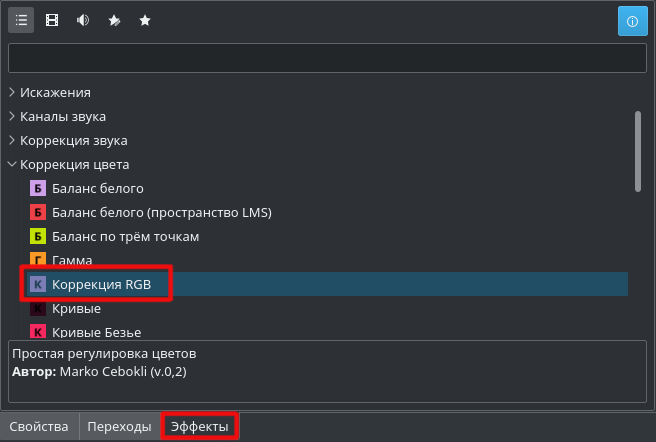 Искажения
Каналы звука
Коррекция звука
Коррекция цвета
Б Баланс белого
Б Баланс белого (пространство LMS)
Б Баланс по трём точкам
Г Гамма
К Коррекция RGB
К Кривые
К Кривые Безье
Простая регулировка цветов
Автор: Marko Cebokli (v.0,2)
Свойства Переходы Эффекты